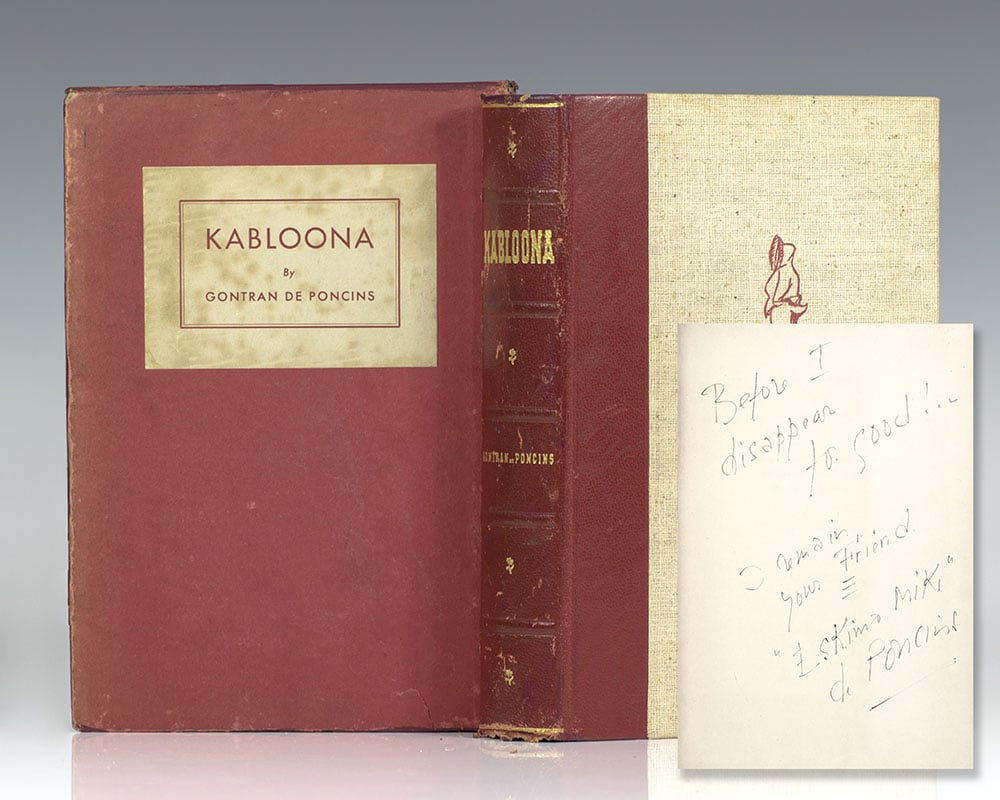 KABLOONA
By
GONTRAN DE PONCINS
KABLOONA
GONTRAN DE PONCINS
Before I
disappear
for good!..
I remain
your Friend
"Eskimo Miki"
de Poncins